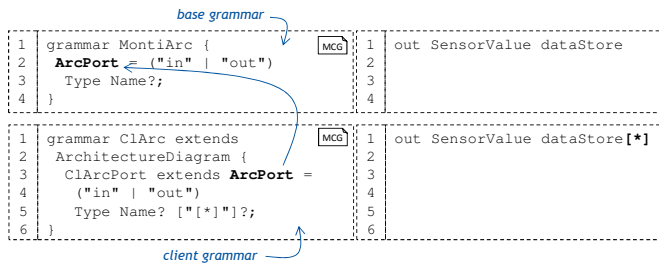 base grammar
1 grammar MontiArc { MCG
2 ArcPort = ("in" | "out")
3 Type Name?;
4 }
1 out SensorValue dataStore
2
3
4
1 grammar ClArc extends MCG
2 ArchitectureDiagram {
3 ClArcPort extends ArcPort =
4 ("in" | "out")
5 Type Name? ["[*]"]?;
6 }
1 out SensorValue dataStore[*]
2
3
4
5
6
client grammar